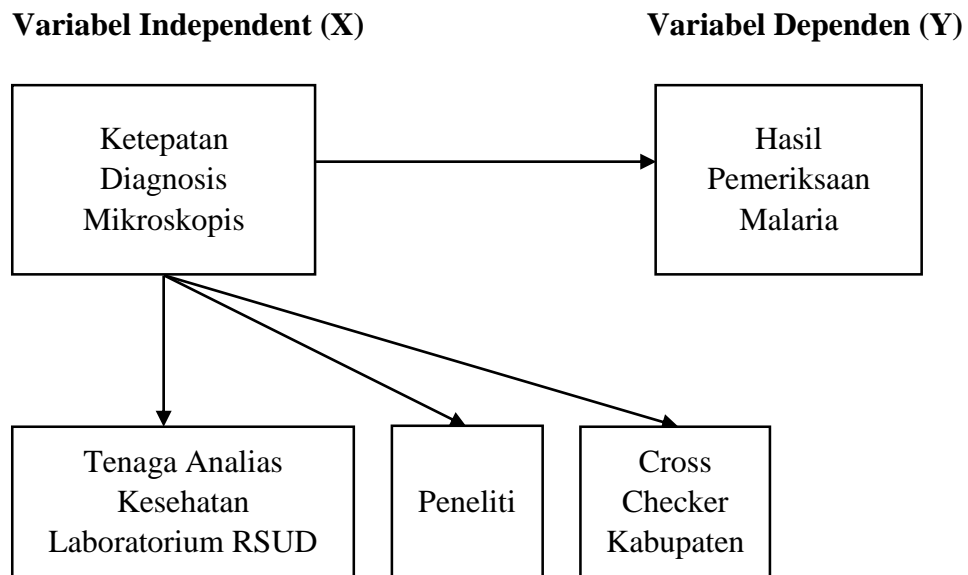 Variabel Independent (X)
Variabel Dependen (Y)
Ketepatan
Diagnosis
Mikroskopis
Hasil
Pemeriksaan
Malaria
Tenaga Analias
Kesehatan
Laboratorium RSUD
Peneliti
Cross
Checker
Kabupaten